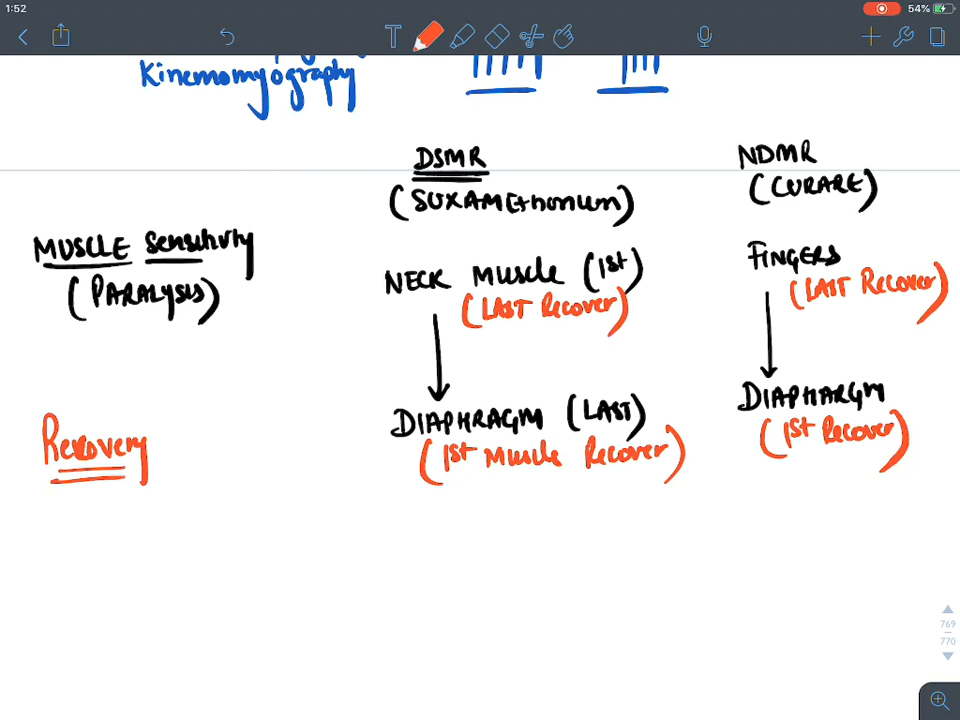 1:52
54%
T
Kinemomyography
DSMR
(SUXAMEthonium)
NDMR
(CURARE)
MUSCLE Sensitivity
(PARALYSIS)
NECK Muscle (1st)
(LAST Recover)
FINGERS
(LAST Recover)
DIAPHRAGM (LAST)
(1st Muscle Recover)
DIAPHARGM
(1st Recover)
Recovery
769
770